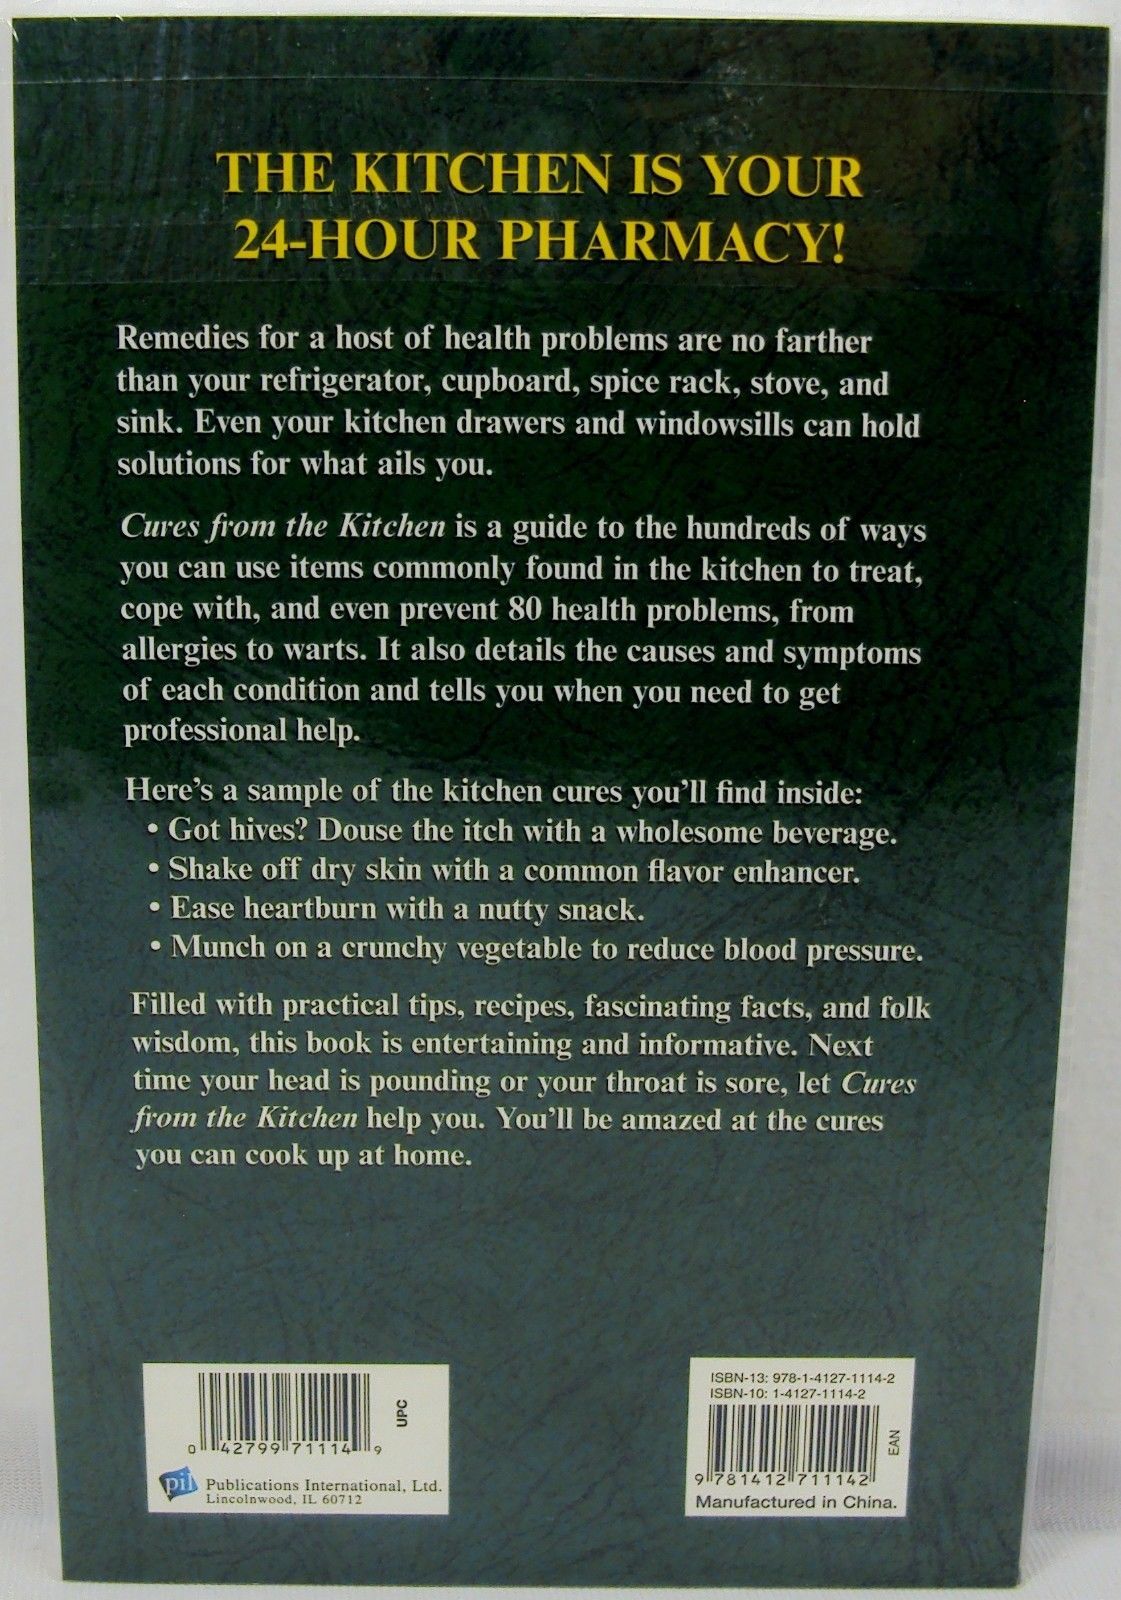 THE KITCHEN IS YOUR
24-HOUR PHARMACY!
Remedies for a host of health problems are no farther
than your refrigerator, cupboard, spice rack, stove, and
sink. Even your kitchen drawers and windowsills can hold
solutions for what ails you.
Cures from the Kitchen is a guide to the hundreds of ways
you can use items commonly found in the kitchen to treat,
cope with, and even prevent 80 health problems, from
allergies to warts. It also details the causes and symptoms
of each condition and tells you when you need to get
professional help.
Here's a sample of the kitchen cures you'll find inside:
• Got hives? Douse the itch with a wholesome beverage.
• Shake off dry skin with a common flavor enhancer.
• Ease heartburn with a nutty snack.
• Munch on a crunchy vegetable to reduce blood pressure.
Filled with practical tips, recipes, fascinating facts, and folk
wisdom, this book is entertaining and informative. Next
time your head is pounding or your throat is sore, let Cures
from the Kitchen help you. You'll be amazed at the cures
you can cook up at home.
UPC
0 42799 71114 9
pil Publications International, Ltd.
Lincolnwood, IL 60712
ISBN-13: 978-1-4127-1114-2
ISBN-10: 1-4127-1114-2
EAN
9 781412 711142
Manufactured in China.